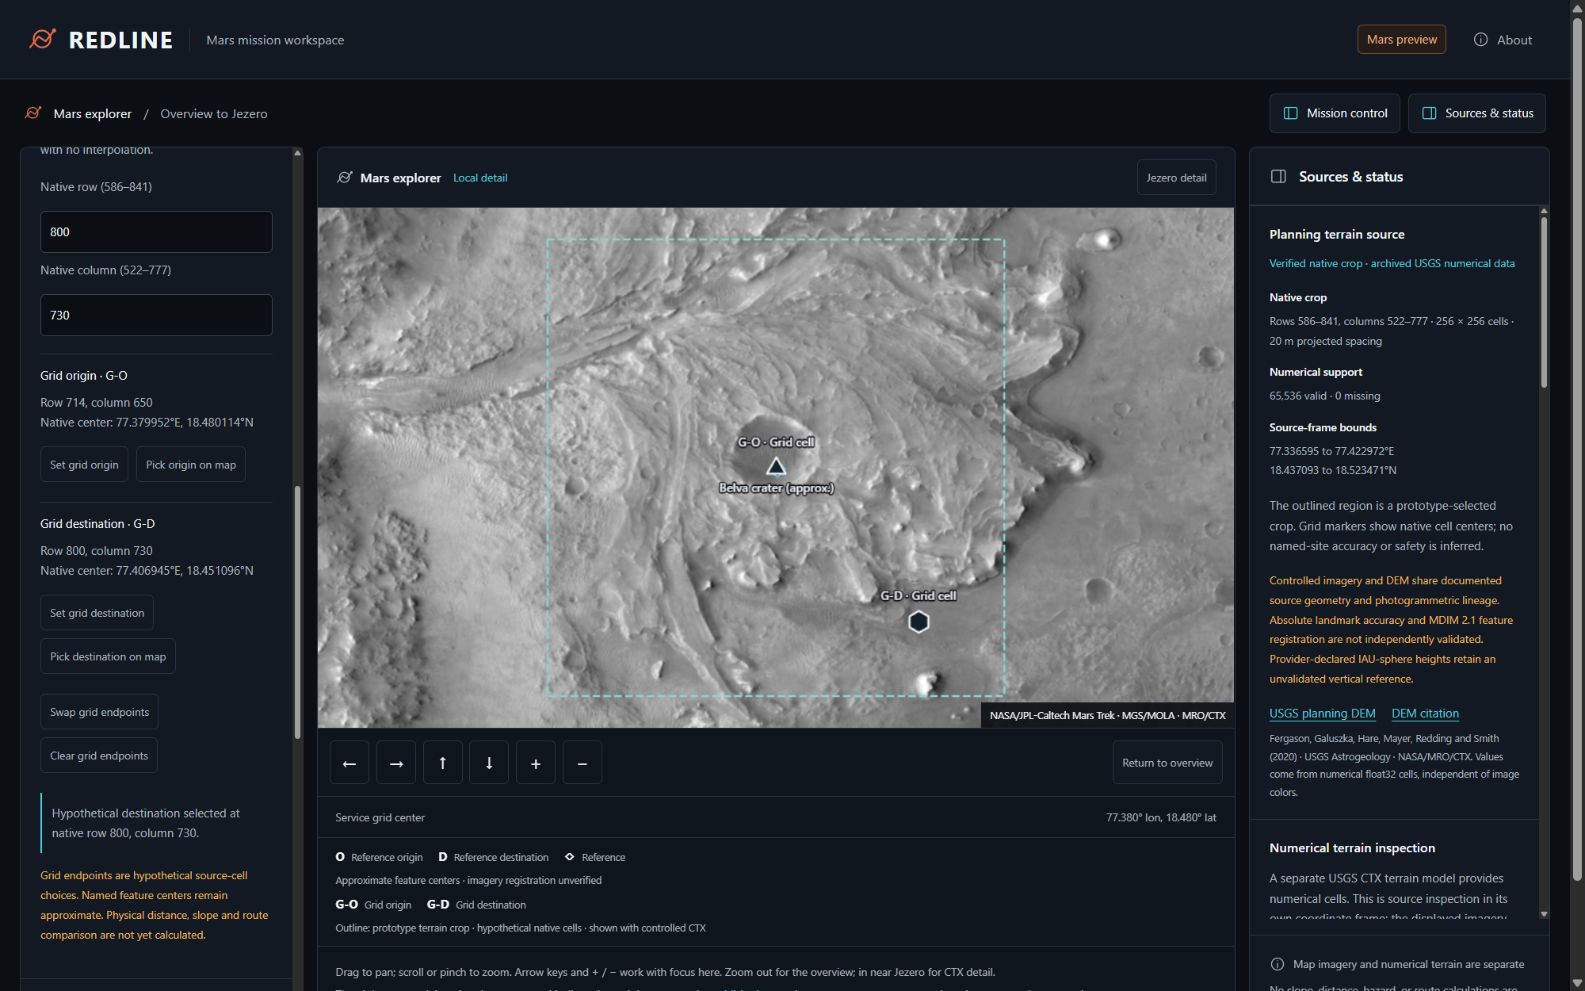 REDLINE
Mars mission workspace
Mars preview
About
Mars explorer / Overview to Jezero
Mission control
Sources & status
with no interpolation.
Native row (586–841)
800
Native column (522–777)
730
Grid origin · G-O
Row 714, column 650
Native center: 77.379952°E, 18.480114°N
Set grid origin
Pick origin on map
Grid destination · G-D
Row 800, column 730
Native center: 77.406945°E, 18.451096°N
Set grid destination
Pick destination on map
Swap grid endpoints
Clear grid endpoints
Hypothetical destination selected at
native row 800, column 730.
Grid endpoints are hypothetical source-cell
choices. Named feature centers remain
approximate. Physical distance, slope and route
comparison are not yet calculated.
Mars explorer
Local detail
Jezero detail
G-O · Grid cell
Belva crater (approx.)
G-D · Grid cell
NASA/JPL-Caltech Mars Trek · MGS/MOLA · MRO/CTX
← → ↑ ↓ + −
Return to overview
Service grid center
77.380° lon, 18.480° lat
O Reference origin D Reference destination Reference
Approximate feature centers · imagery registration unverified
G-O Grid origin G-D Grid destination
Outline: prototype terrain crop · hypothetical native cells · shown with controlled CTX
Drag to pan; scroll or pinch to zoom. Arrow keys and + / − work with focus here. Zoom out for the overview; in near Jezero for CTX detail.
Sources & status
Planning terrain source
Verified native crop · archived USGS numerical data
Native crop
Rows 586–841, columns 522–777 · 256 × 256 cells ·
20 m projected spacing
Numerical support
65,536 valid · 0 missing
Source-frame bounds
77.336595 to 77.422972°E
18.437093 to 18.523471°N
The outlined region is a prototype-selected
crop. Grid markers show native cell centers; no
named-site accuracy or safety is inferred.
Controlled imagery and DEM share documented
source geometry and photogrammetric lineage.
Absolute landmark accuracy and MDIM 2.1 feature
registration are not independently validated.
Provider-declared IAU-sphere heights retain an
unvalidated vertical reference.
USGS planning DEM
DEM citation
Fergason, Galuszka, Hare, Mayer, Redding and Smith
(2020) · USGS Astrogeology · NASA/MRO/CTX. Values
come from numerical float32 cells, independent of image
colors.
Numerical terrain inspection
A separate USGS CTX terrain model provides
numerical cells. This is source inspection in its
own coordinate frame; the displayed imagery
Map imagery and numerical terrain are separate
No slope, distance, hazard, or route calculations are